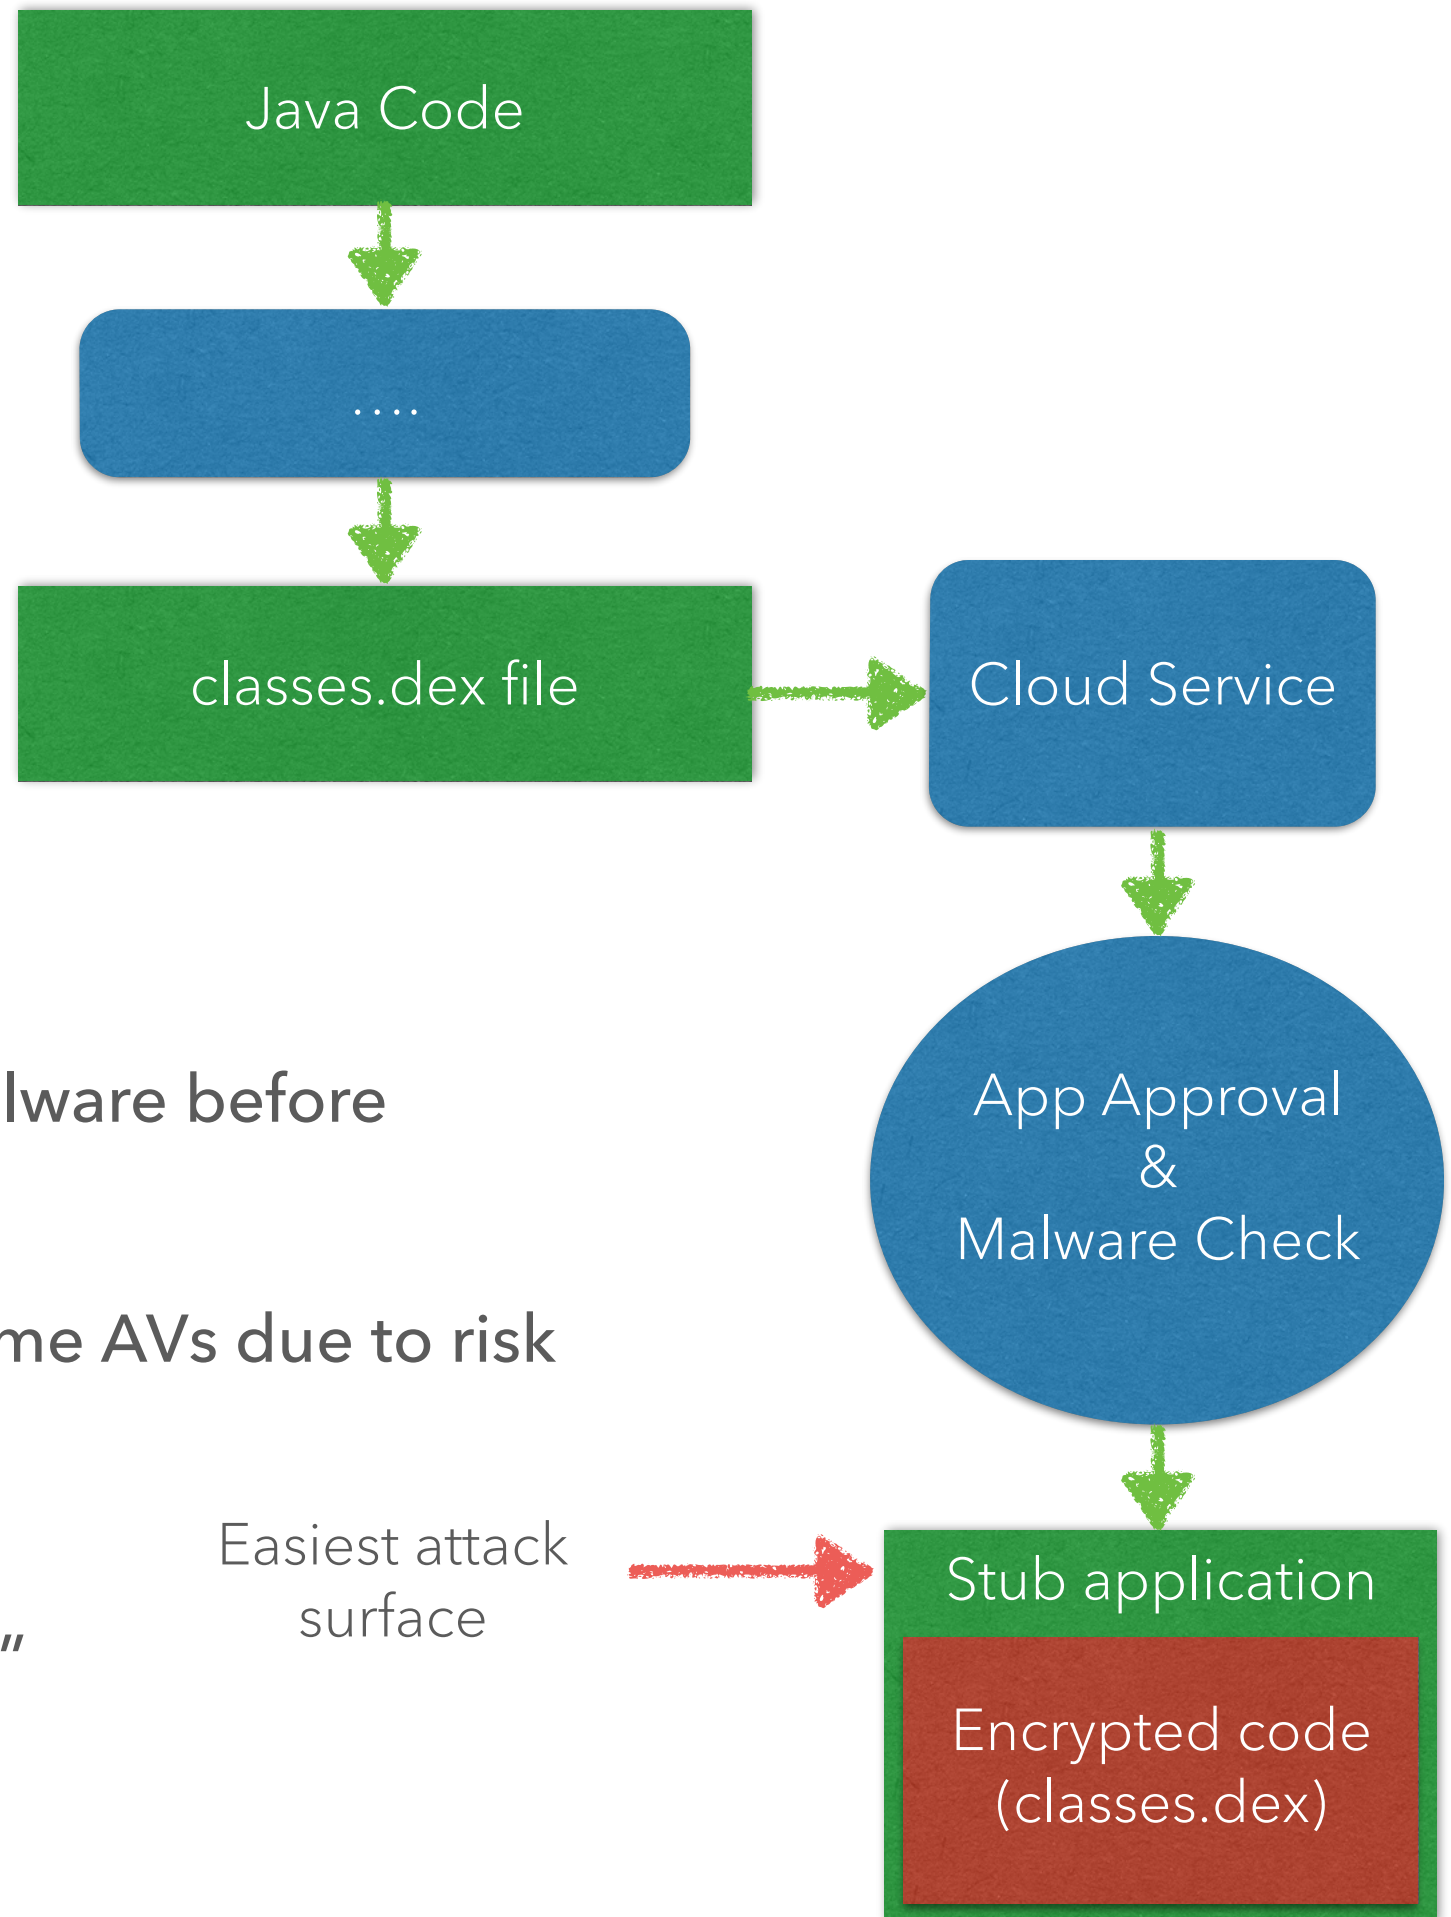 Java Code
....
classes.dex file
Cloud Service
lware before
App Approval
&
Malware Check
me AVs due to risk
Easiest attack
surface
"
Stub application
Encrypted code
(classes.dex)